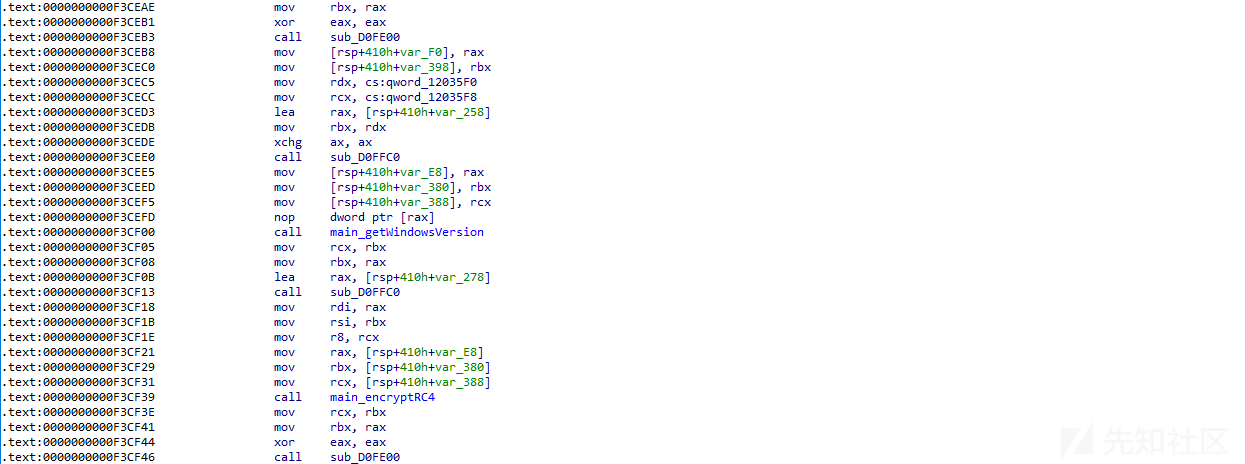 .text:0000000000F3CEAE mov rbx, rax
.text:0000000000F3CEB1 xor eax, eax
.text:0000000000F3CEB3 call sub_D0FE00
.text:0000000000F3CEB8 mov [rsp+410h+var_F0], rax
.text:0000000000F3CEC0 mov [rsp+410h+var_398], rbx
.text:0000000000F3CEC5 mov rdx, cs:qword_12035F0
.text:0000000000F3CECC mov rcx, cs:qword_12035F8
.text:0000000000F3CED3 lea rax, [rsp+410h+var_258]
.text:0000000000F3CEDB mov rbx, rdx
.text:0000000000F3CEDE xchg ax, ax
.text:0000000000F3CEE0 call sub_D0FFC0
.text:0000000000F3CEE5 mov [rsp+410h+var_E8], rax
.text:0000000000F3CEED mov [rsp+410h+var_380], rbx
.text:0000000000F3CEF5 mov [rsp+410h+var_388], rcx
.text:0000000000F3CEFD nop dword ptr [rax]
.text:0000000000F3CF00 call main_getWindowsVersion
.text:0000000000F3CF05 mov rcx, rbx
.text:0000000000F3CF08 mov rbx, rax
.text:0000000000F3CF0B lea rax, [rsp+410h+var_278]
.text:0000000000F3CF13 call sub_D0FFC0
.text:0000000000F3CF18 mov rdi, rax
.text:0000000000F3CF1B mov rsi, rbx
.text:0000000000F3CF1E mov r8, rcx
.text:0000000000F3CF21 mov rax, [rsp+410h+var_E8]
.text:0000000000F3CF29 mov rbx, [rsp+410h+var_380]
.text:0000000000F3CF31 mov rcx, [rsp+410h+var_388]
.text:0000000000F3CF39 call main_encryptRC4
.text:0000000000F3CF3E mov rcx, rbx
.text:0000000000F3CF41 mov rbx, rax
.text:0000000000F3CF44 xor eax, eax
.text:0000000000F3CF46 call sub_D0FE00
先知社区